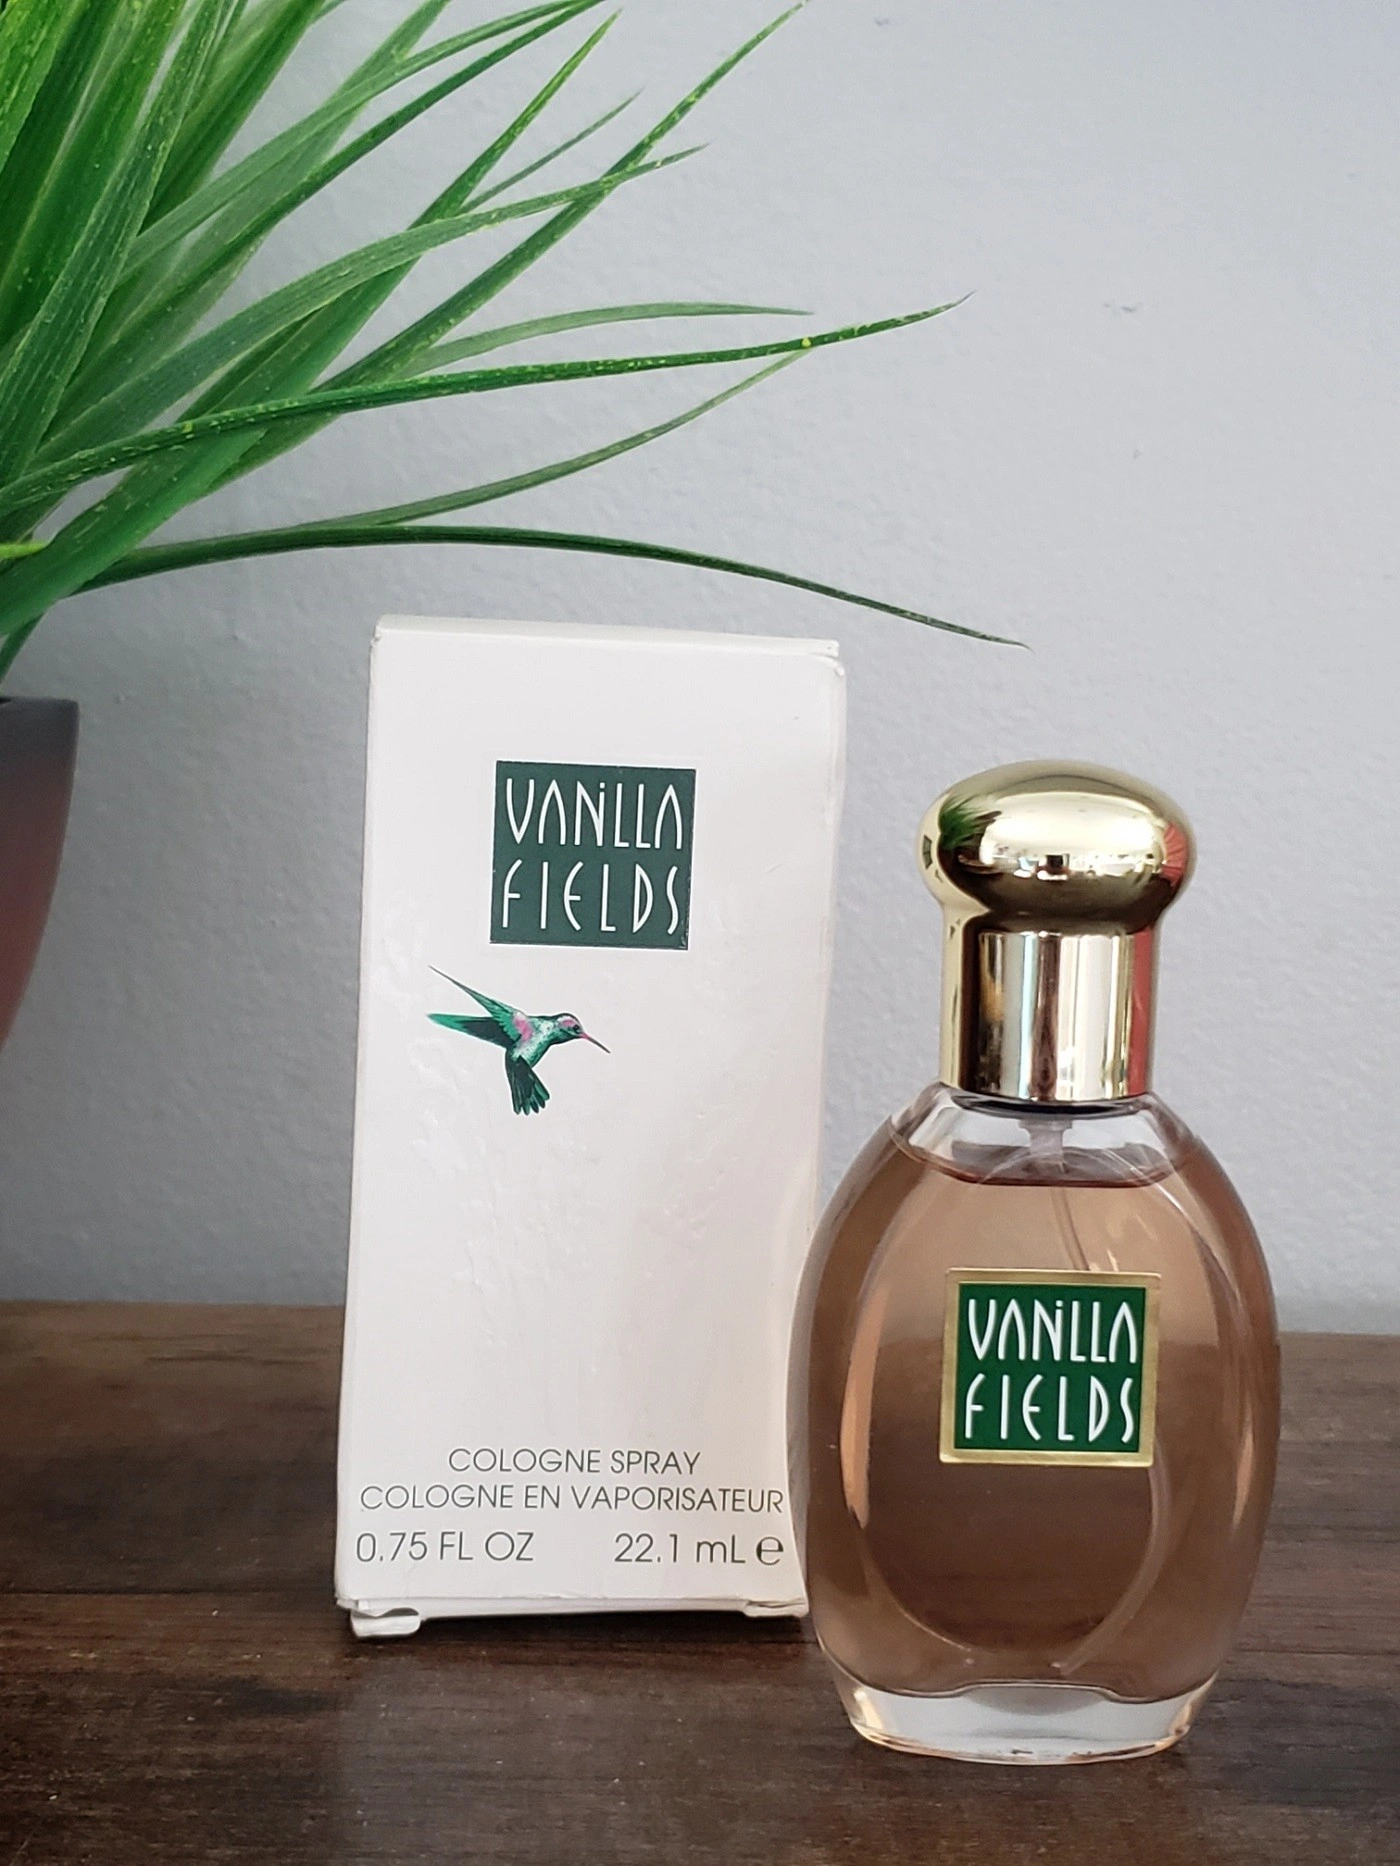 VANiLLA
FIELDS
COLOGNE SPRAY
COLOGNE EN VAPORISATEUR
0.75 FL OZ 22.1 mL ℮
VANiLLA
FIELDS